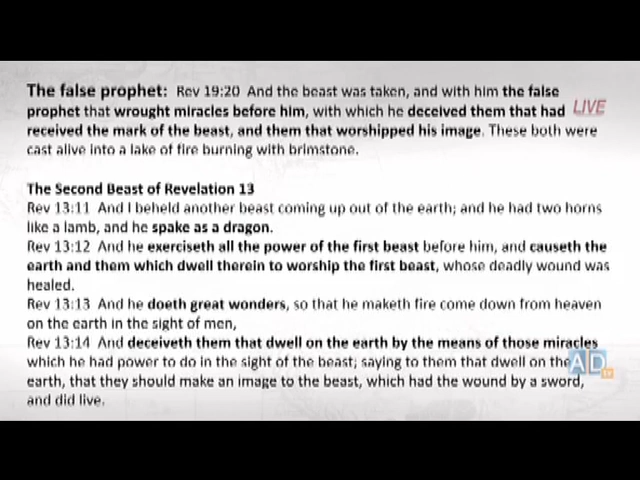 The false prophet: Rev 19:20 And the beast was taken, and with him the false
prophet that wrought miracles before him, with which he deceived them that had
LIVE
received the mark of the beast, and them that worshipped his image. These both were
cast alive into a lake of fire burning with brimstone.
The Second Beast of Revelation 13
Rev 13:11 And I beheld another beast coming up out of the earth; and he had two horns
like a lamb, and he spake as a dragon.
Rev 13:12 And he exerciseth all the power of the first beast before him, and causeth the
earth and them which dwell therein to worship the first beast, whose deadly wound was
healed.
Rev 13:13 And he doeth great wonders, so that he maketh fire come down from heaven
on the earth in the sight of men,
Rev 13:14 And deceiveth them that dwell on the earth by the means of those miracles
which he had power to do in the sight of the beast; saying to them that dwell on the
earth, that they should make an image to the beast, which had the wound by a sword,
and did live.
AD
tv